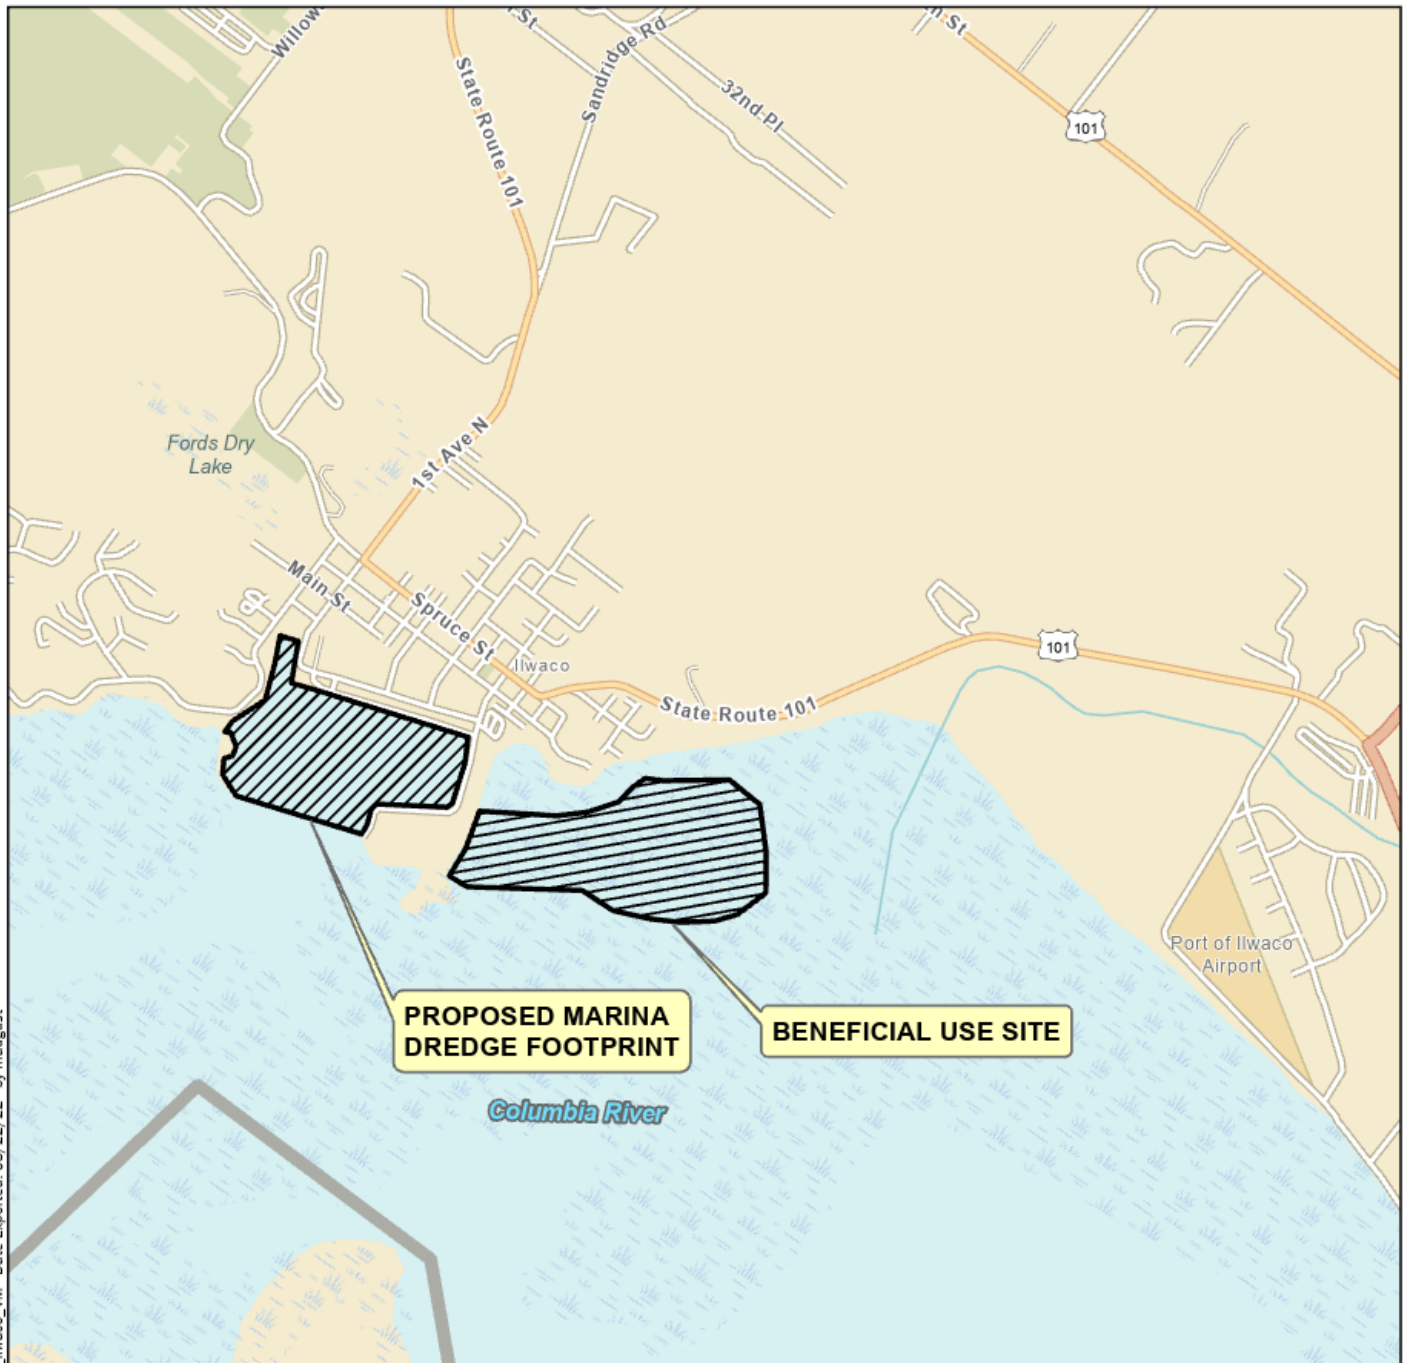 Willow
State Route 101
St
Sandridge Rd
32nd Pl
St
101
Fords Dry
Lake
1st Ave N
Main St
Spruce St
Ilwaco
State Route 101
101
Port of Ilwaco
Airport
PROPOSED MARINA
DREDGE FOOTPRINT
BENEFICIAL USE SITE
Columbia River